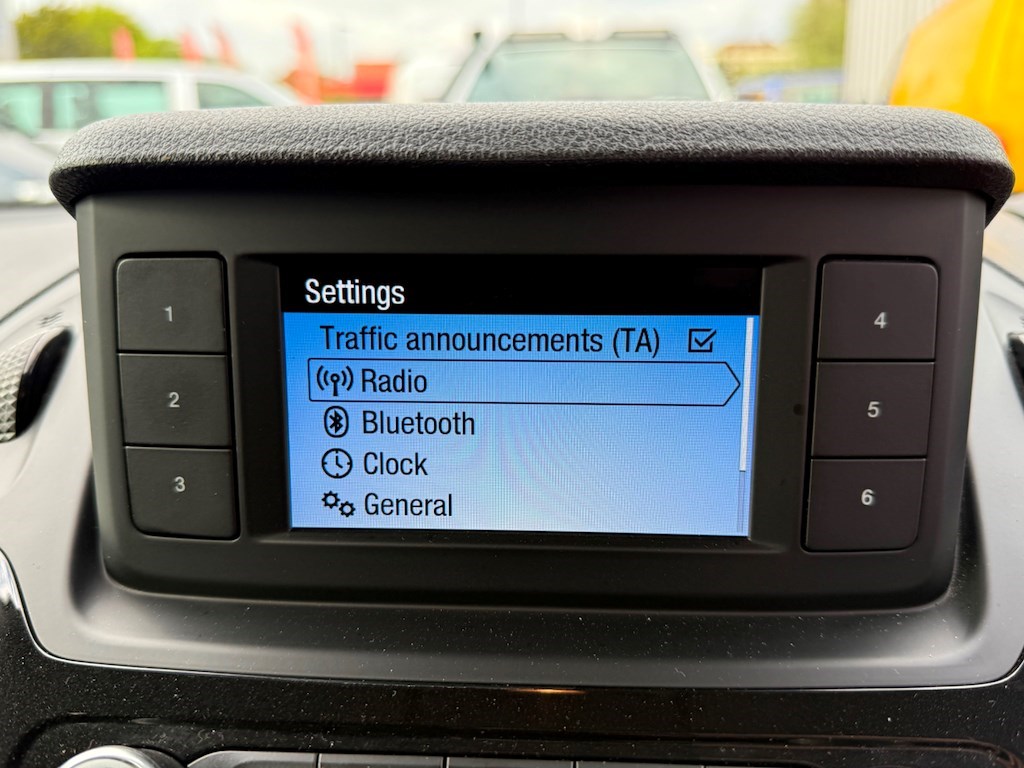 Settings
Traffic announcements (TA)
Radio
Bluetooth
Clock
General
1
2
3
4
5
6